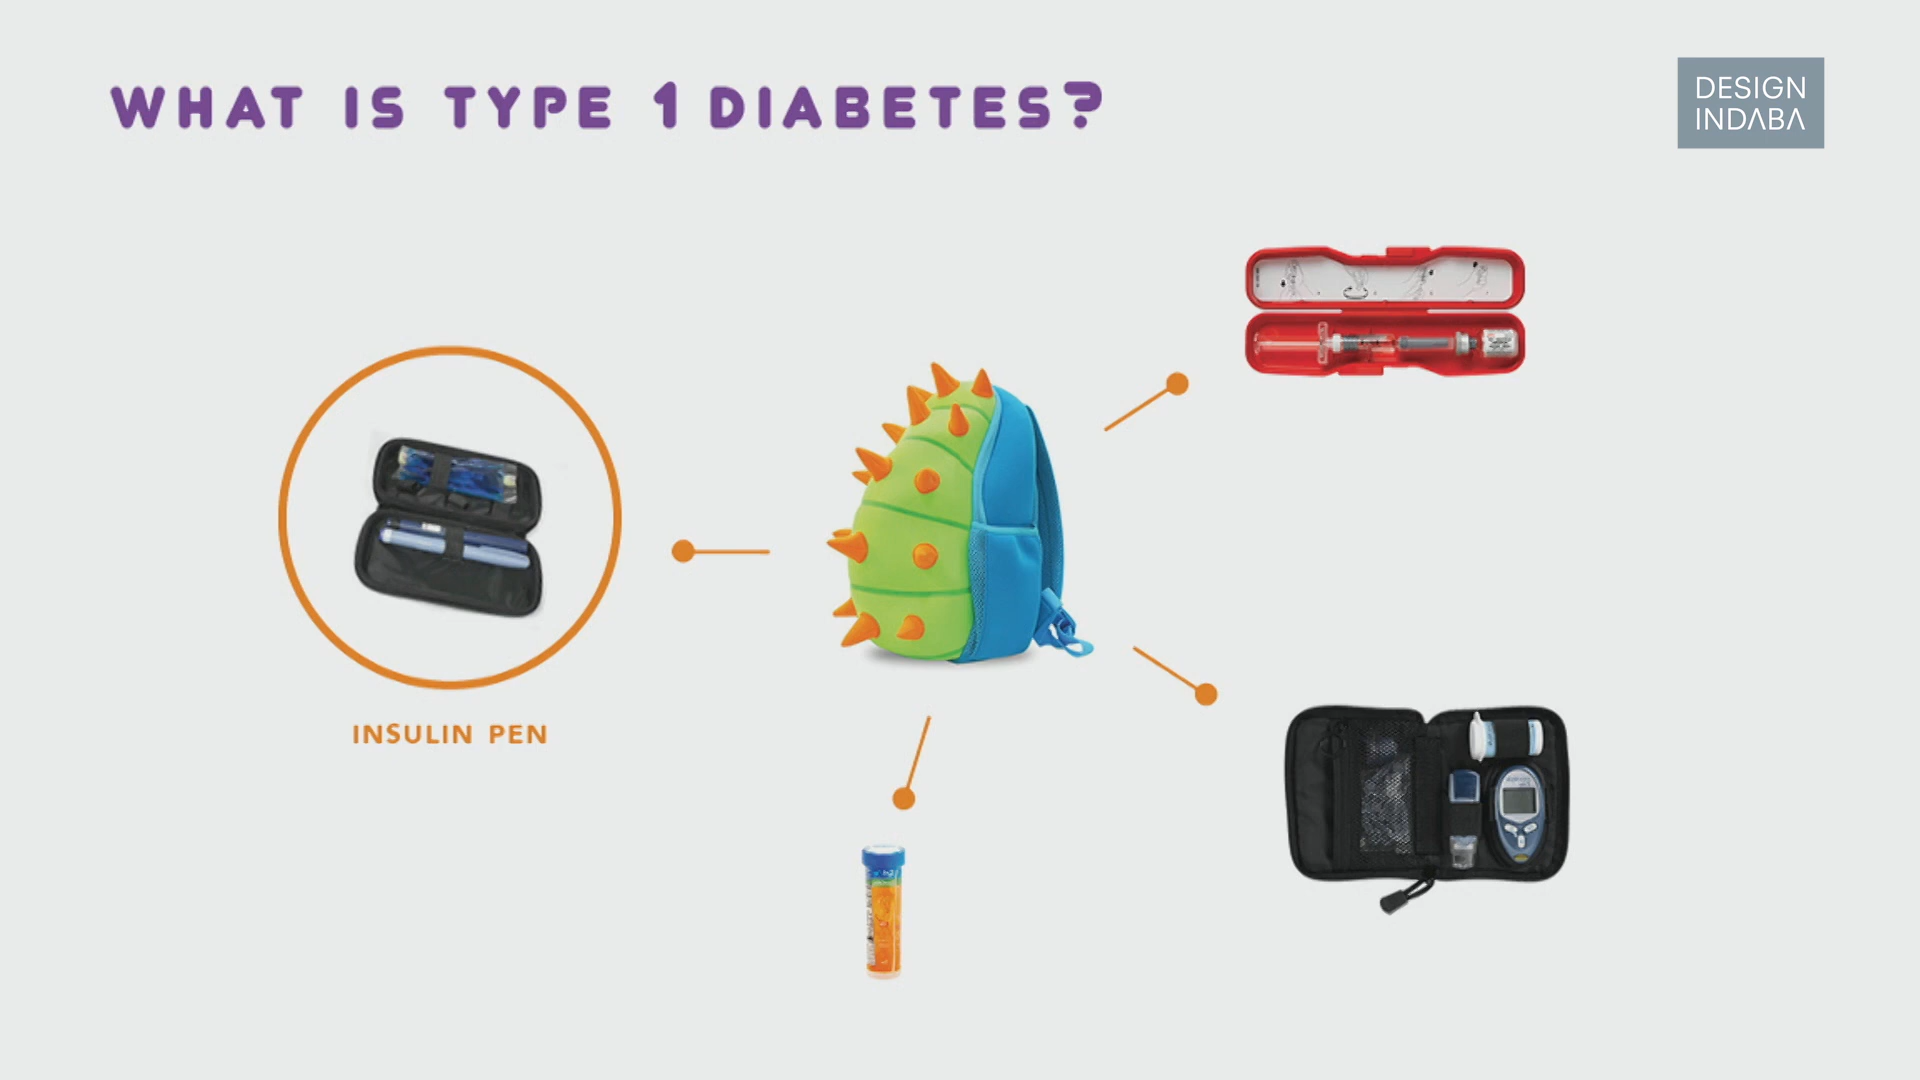 WHAT IS TYPE 1 DIABETES?
DESIGN
INDABA
INSULIN PEN